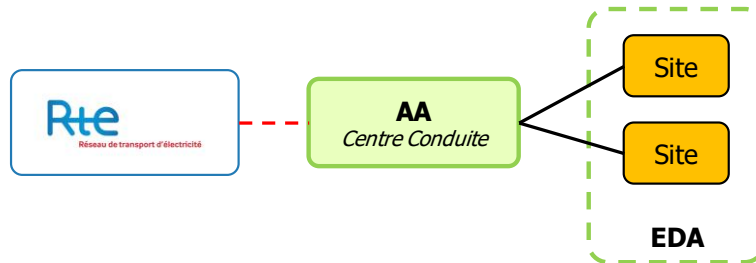 Rte
Réseau de transport d'électricité
AA
Centre Conduite
Site
Site
EDA